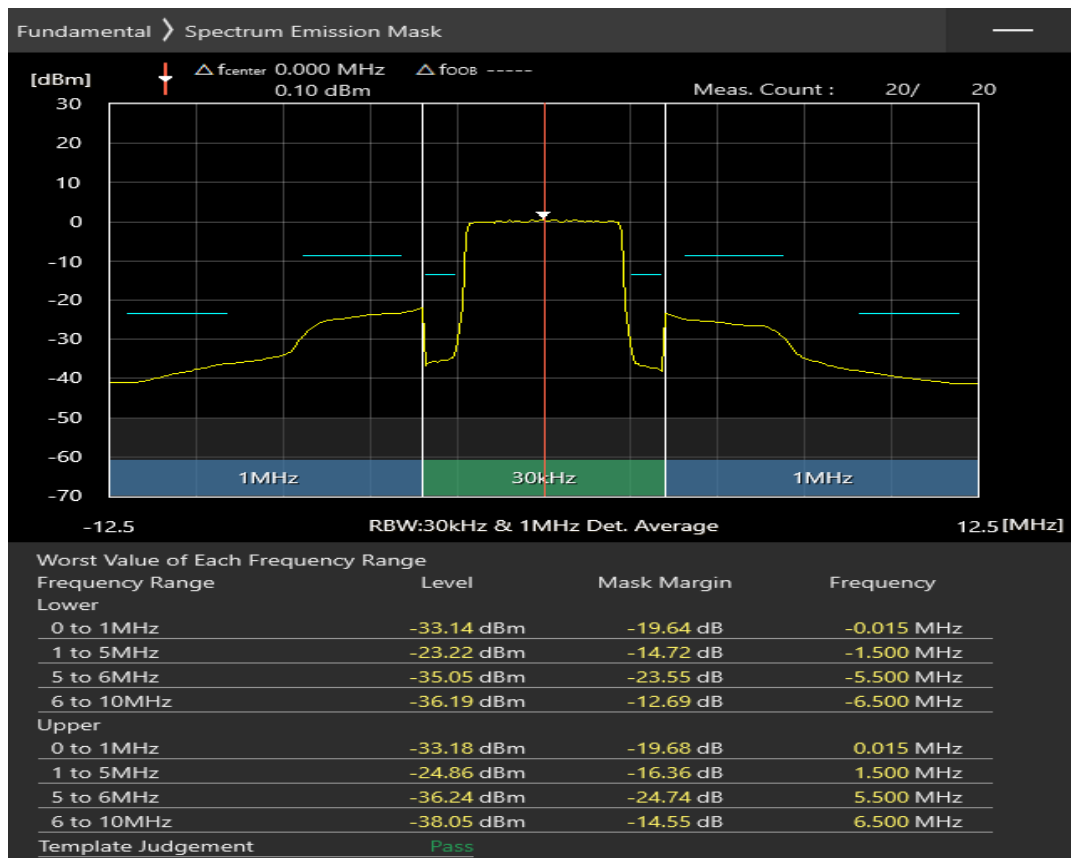 Fundamental 〉 Spectrum Emission Mask
[dBm] △ fcenter 0.000 MHz △ fOOB -----
0.10 dBm Meas. Count : 20/ 20
30
20
10
0
-10
-20
-30
-40
-50
-60
1MHz 30kHz 1MHz
-70
-12.5 RBW:30kHz & 1MHz Det. Average 12.5 [MHz]
Worst Value of Each Frequency Range
Frequency Range Level Mask Margin Frequency
Lower
0 to 1MHz -33.14 dBm -19.64 dB -0.015 MHz
1 to 5MHz -23.22 dBm -14.72 dB -1.500 MHz
5 to 6MHz -35.05 dBm -23.55 dB -5.500 MHz
6 to 10MHz -36.19 dBm -12.69 dB -6.500 MHz
Upper
0 to 1MHz -33.18 dBm -19.68 dB 0.015 MHz
1 to 5MHz -24.86 dBm -16.36 dB 1.500 MHz
5 to 6MHz -36.24 dBm -24.74 dB 5.500 MHz
6 to 10MHz -38.05 dBm -14.55 dB 6.500 MHz
Template Judgement Pass